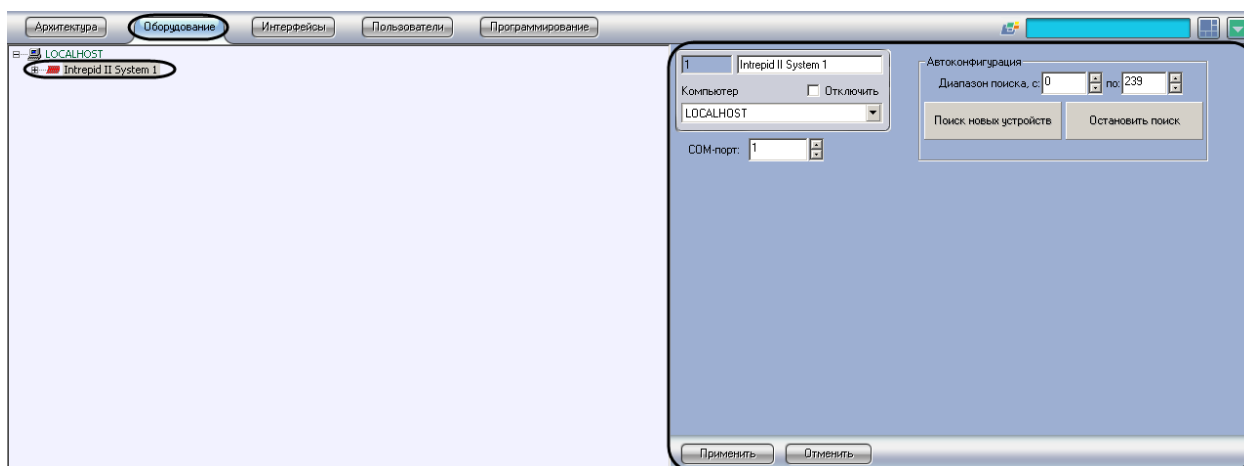 Архитектура Оборудование Интерфейсы Пользователи Программирование
LOCALHOST
Intrepid II System 1
1 Intrepid II System 1
Компьютер Отключить
LOCALHOST
COM-порт: 1
Автоконфигурация
Диапазон поиска, с: 0 по: 239
Поиск новых устройств Остановить поиск
Применить Отменить